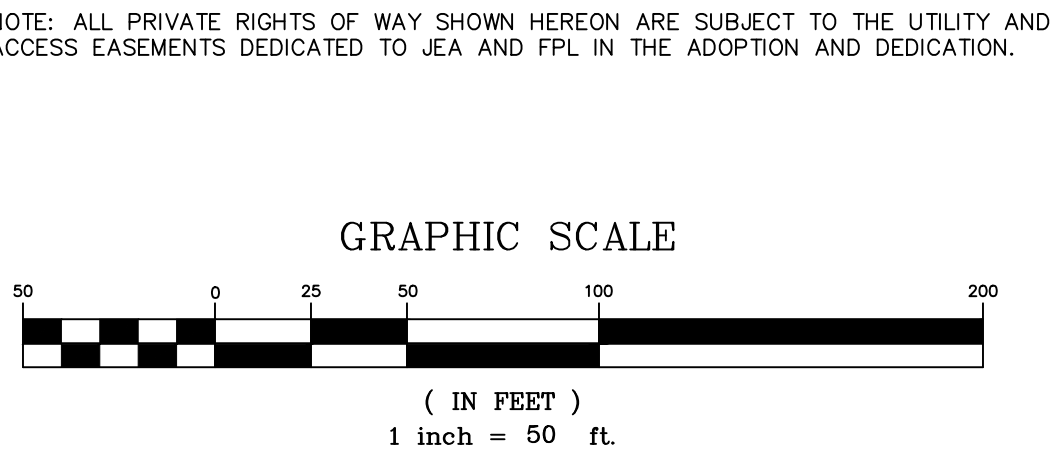 NOTE: ALL PRIVATE RIGHTS OF WAY SHOWN HEREON ARE SUBJECT TO THE UTILITY AND
ACCESS EASEMENTS DEDICATED TO JEA AND FPL IN THE ADOPTION AND DEDICATION.
GRAPHIC SCALE
50 0 25 50 100 200
( IN FEET )
1 inch = 50 ft.